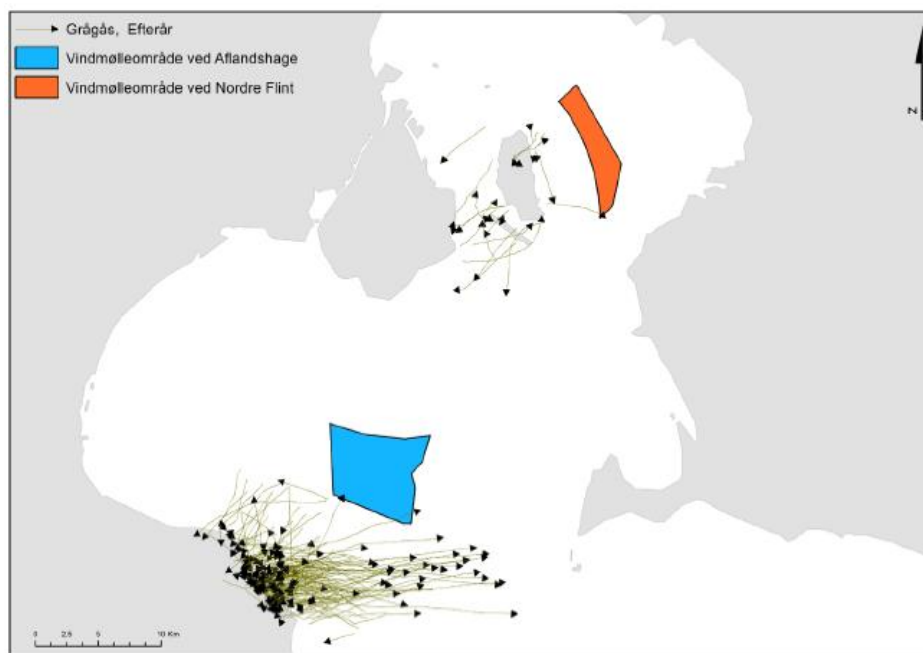 Grågås, Efterår
Vindmølleområde ved Aflandshage
Vindmølleområde ved Nordre Flint
N
0 2,5 5 10 Km